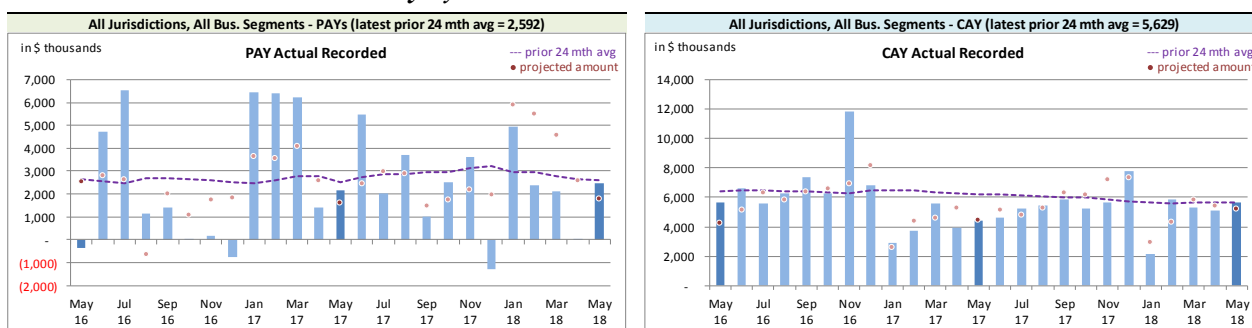 All Jurisdictions, All Bus. Segments - PAYs (latest prior 24 mth avg = 2,592)
in $ thousands
PAY Actual Recorded
--- prior 24 mth avg
• projected amount
7,000
6,000
5,000
4,000
3,000
2,000
1,000
-
(1,000)
(2,000)
May Jul Sep Nov Jan Mar May Jul Sep Nov Jan Mar May
16 16 16 16 17 17 17 17 17 17 18 18 18
All Jurisdictions, All Bus. Segments - CAY (latest prior 24 mth avg = 5,629)
in $ thousands
CAY Actual Recorded
--- prior 24 mth avg
• projected amount
14,000
12,000
10,000
8,000
6,000
4,000
2,000
-
May Jul Sep Nov Jan Mar May Jul Sep Nov Jan Mar May
16 16 16 16 17 17 17 17 17 17 18 18 18